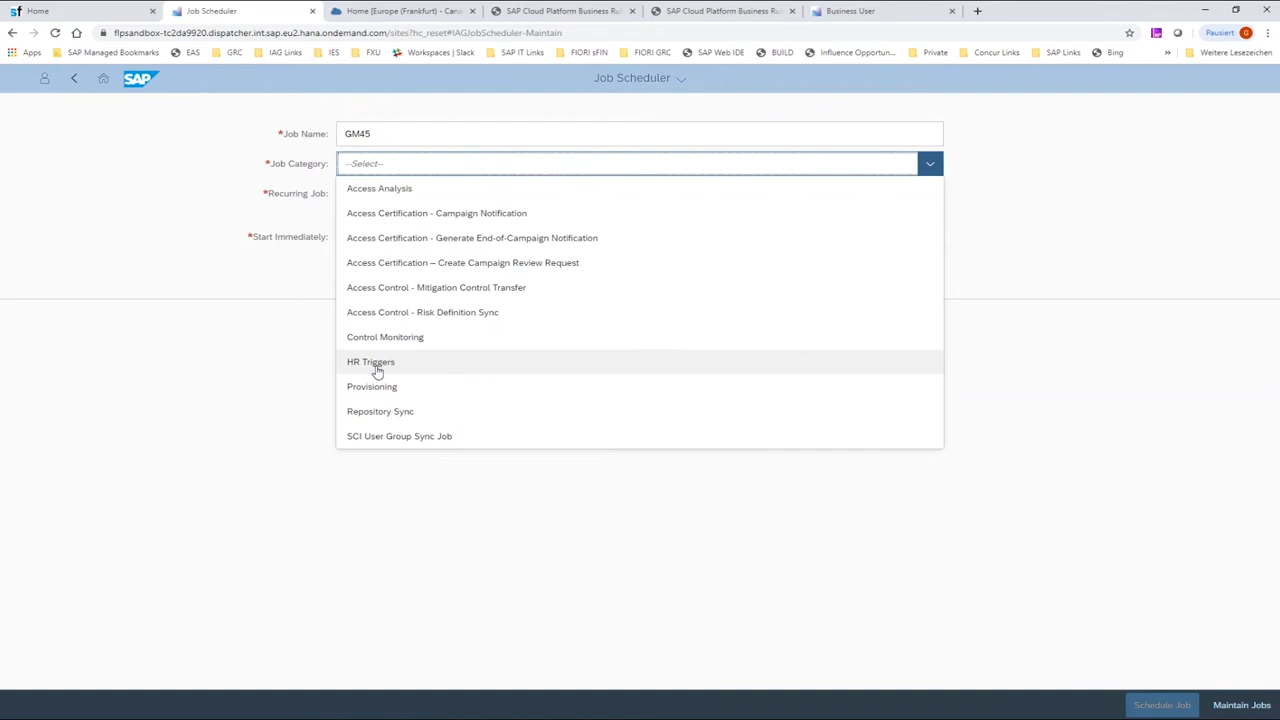 Home
Job Scheduler
Home [Europe (Frankfurt) - Can
SAP Cloud Platform Business Rul
SAP Cloud Platform Business Rul
Business User
flpsandbox-tc2da9920.dispatcher.int.sap.eu2.hana.ondemand.com/sites?hc_reset#IAGJobScheduler-Maintain
Pausiert G
Apps SAP Managed Bookmarks EAS GRC IAG Links IES FXU Workspaces | Slack SAP IT Links FIORI sFIN FIORI GRC SAP Web IDE BUILD Influence Opportun... Private Concur Links SAP Links Bing » Weitere Lesezeichen
SAP
Job Scheduler
*Job Name: GM45
*Job Category: --Select--
*Recurring Job:
*Start Immediately:
Access Analysis
Access Certification - Campaign Notification
Access Certification - Generate End-of-Campaign Notification
Access Certification – Create Campaign Review Request
Access Control - Mitigation Control Transfer
Access Control - Risk Definition Sync
Control Monitoring
HR Triggers
Provisioning
Repository Sync
SCI User Group Sync Job
Schedule Job Maintain Jobs